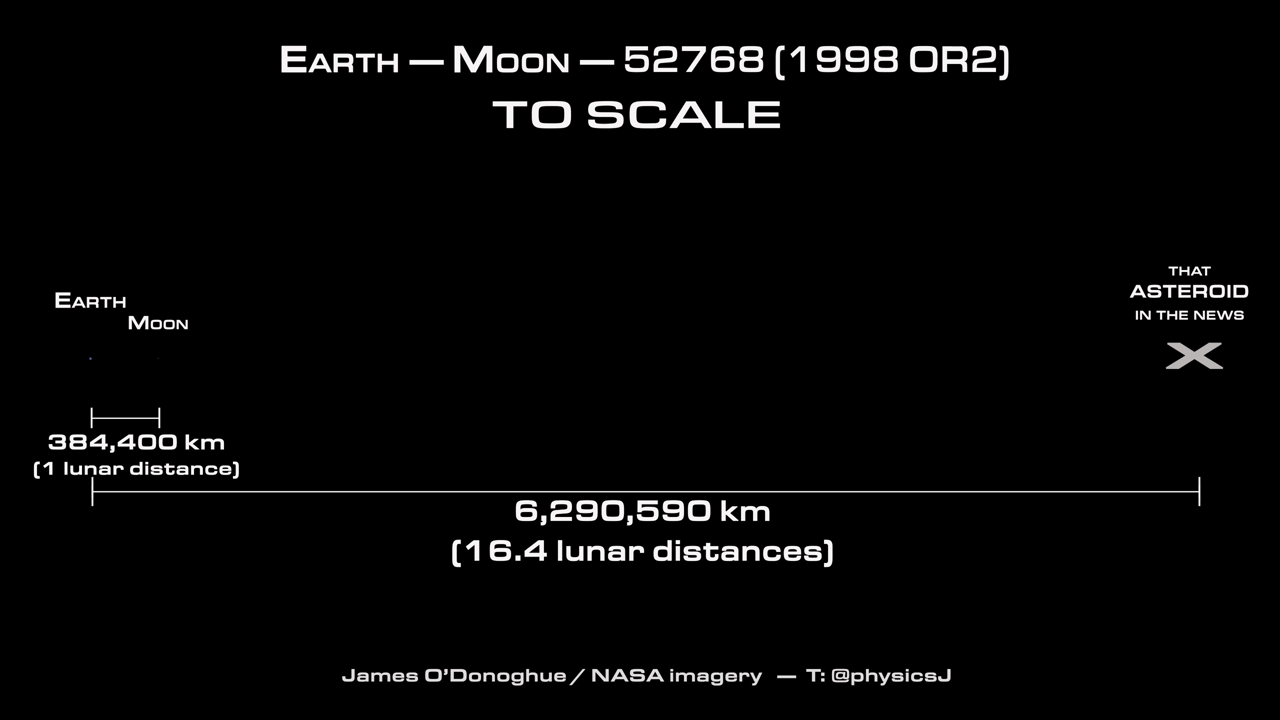 EARTH — MOON — 52768 (1998 OR2)
TO SCALE
THAT
ASTEROID
IN THE NEWS
EARTH
MOON
384,400 km
(1 lunar distance)
6,290,590 km
(16.4 lunar distances)
James O'Donoghue / NASA imagery — T: @physicsJ